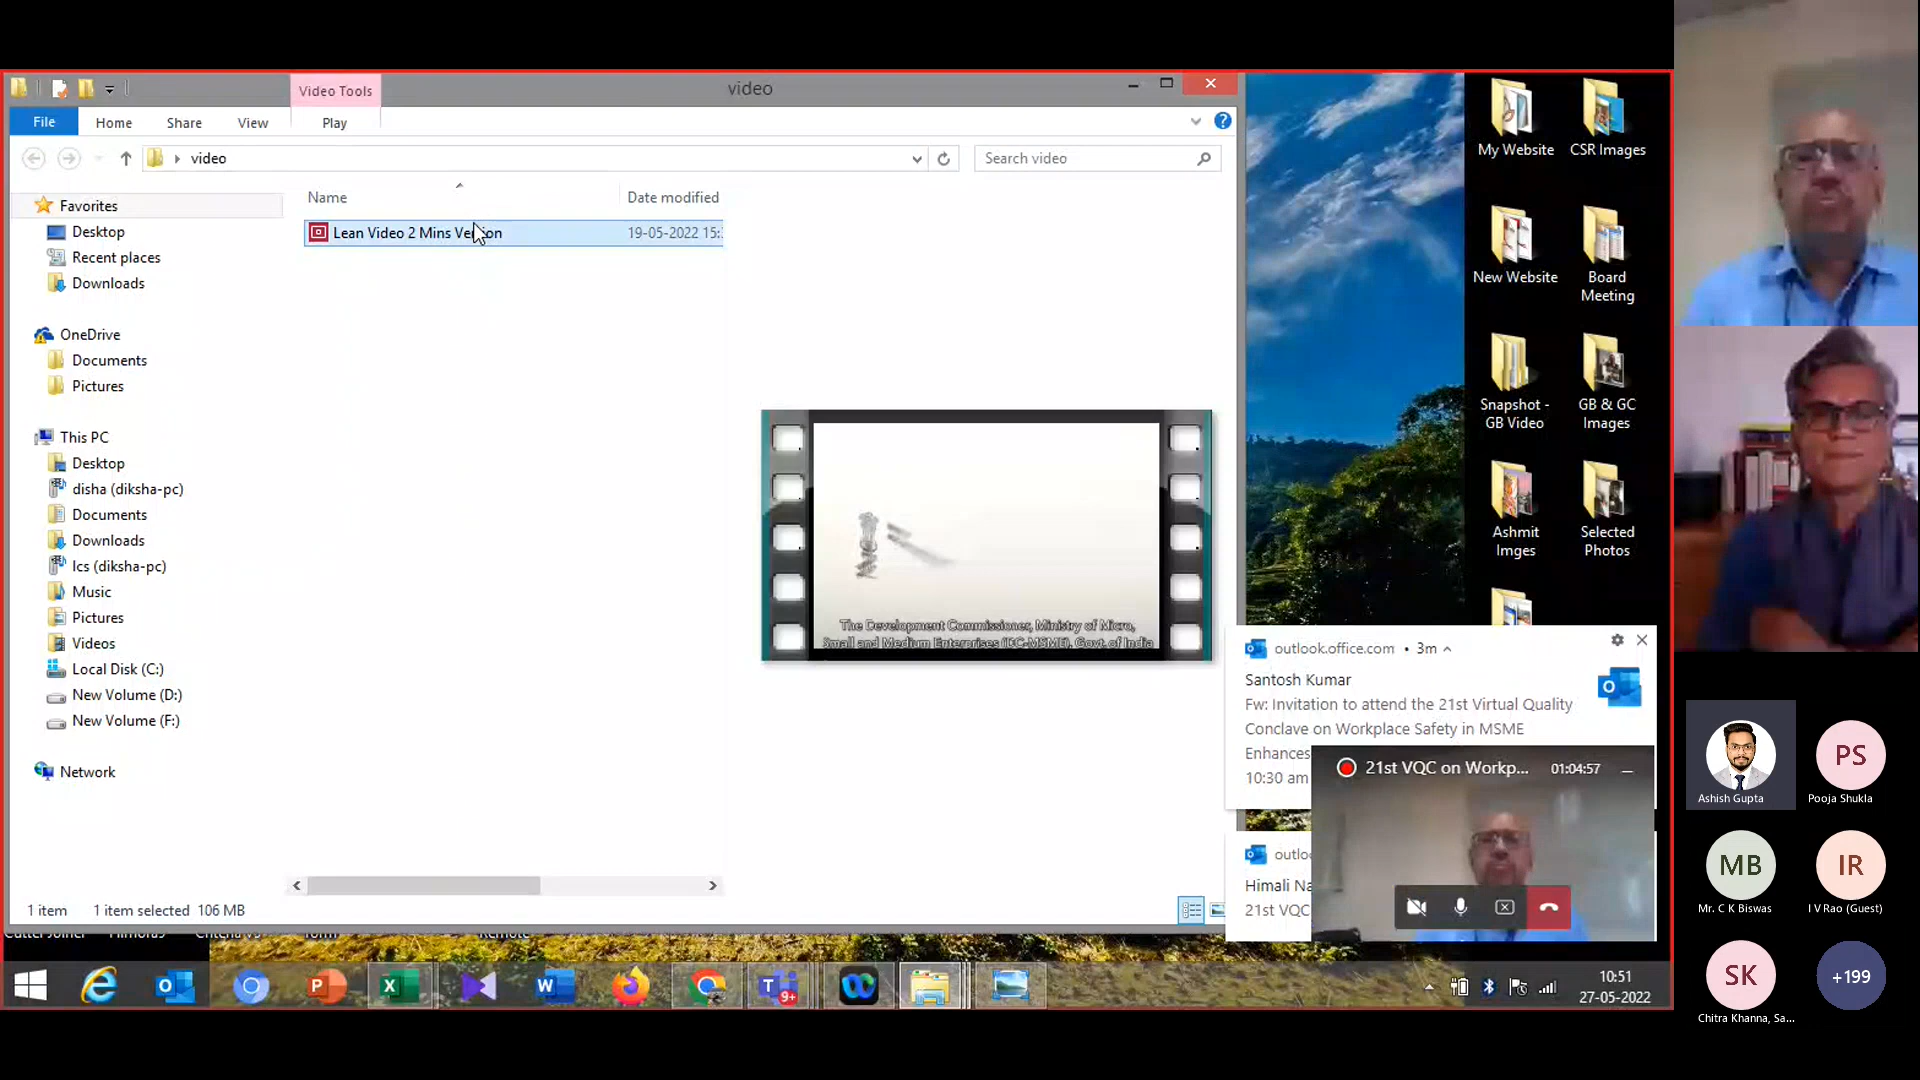 Video Tools
video
File
Home
Share
View
Play
video
Search video
Name
Date modified
Lean Video 2 Mins Version
19-05-2022 15:
Favorites
Desktop
Recent places
Downloads
OneDrive
Documents
Pictures
This PC
Desktop
disha (diksha-pc)
Documents
Downloads
lcs (diksha-pc)
Music
Pictures
Videos
Local Disk (C:)
New Volume (D:)
New Volume (F:)
Network
The Development Commissioner, Ministry of Micro,
Small and Medium Enterprises (DC-MSME), Govt. of India
1 item
1 item selected 106 MB
My Website
CSR Images
New Website
Board
Meeting
Snapshot -
GB Video
GB & GC
Images
Ashmit
Imges
Selected
Photos
outlook.office.com • 3m
Santosh Kumar
Fw: Invitation to attend the 21st Virtual Quality
Conclave on Workplace Safety in MSME
Enhances
10:30 am
21st VQC on Workp...
01:04:57
outlo
Himali Na
21st VQC
9+
10:51
27-05-2022
Ashish Gupta
PS
Pooja Shukla
MB
Mr. C K Biswas
IR
I V Rao (Guest)
SK
Chitra Khanna, Sa...
+199